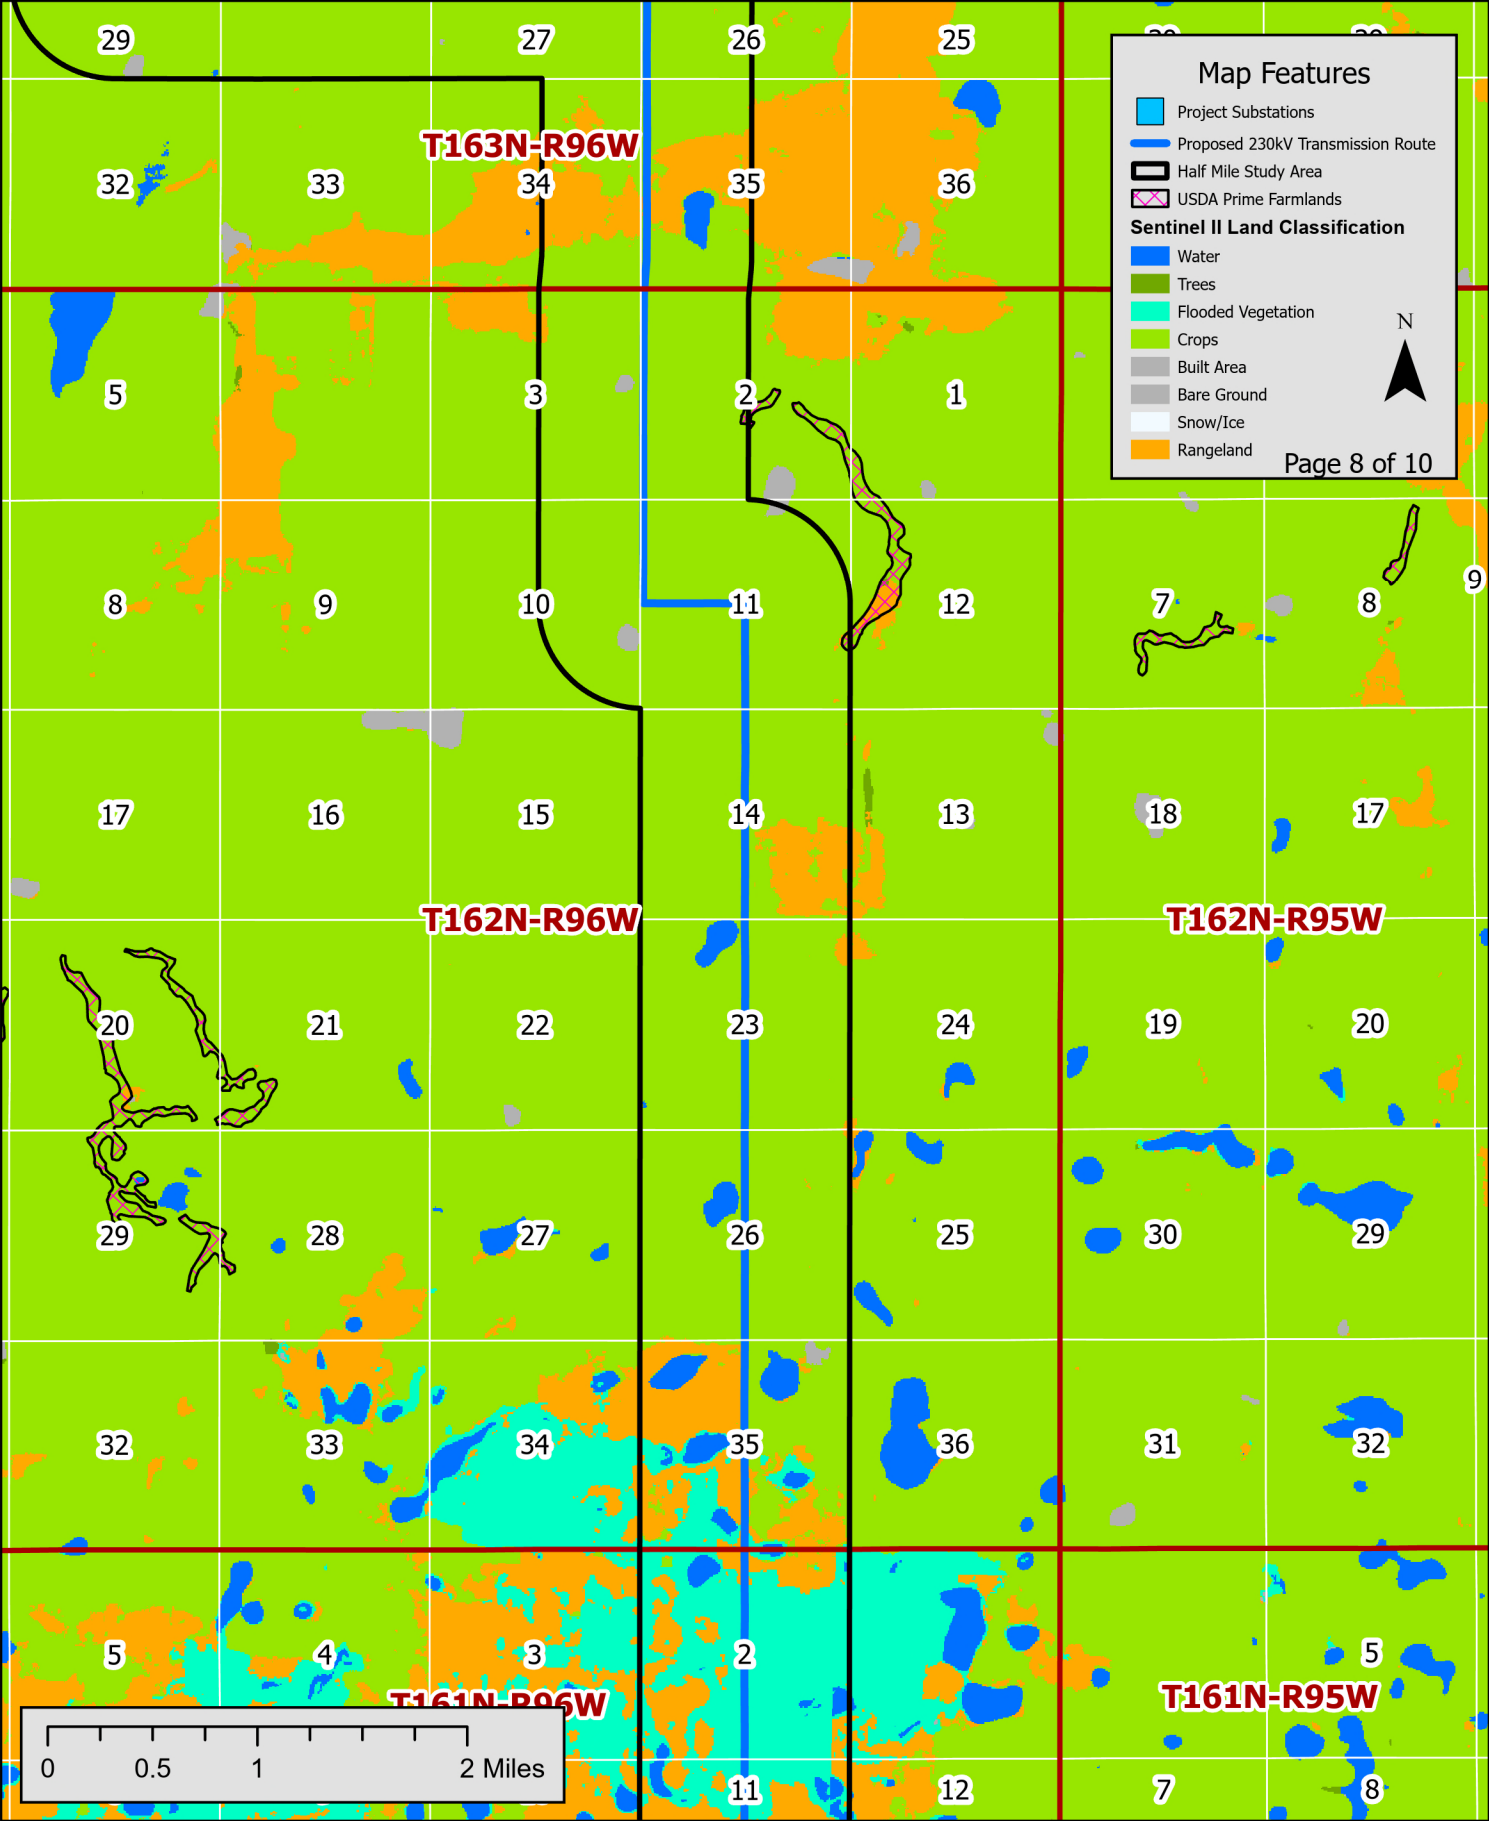 29
27
26
25
T163N-R96W
32
33
34
35
36
Map Features
Project Substations
Proposed 230kV Transmission Route
Half Mile Study Area
USDA Prime Farmlands
Sentinel II Land Classification
Water
Trees
Flooded Vegetation
Crops
Built Area
Bare Ground
Snow/Ice
Rangeland
N
Page 8 of 10
5
3
2
1
8
9
10
11
12
7
8
9
17
16
15
14
13
18
17
T162N-R96W
T162N-R95W
20
21
22
23
24
19
20
29
28
27
26
25
30
29
32
33
34
35
36
31
32
5
4
3
2
5
T161N-R96W
T161N-R95W
0 0.5 1 2 Miles
11
12
7
8